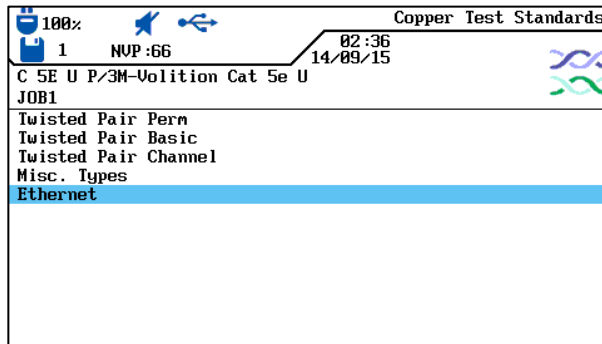 100% Copper Test Standards
1 NVP:66 02:36
14/09/15
C 5E U P/3M-Volition Cat 5e U
JOB1
Twisted Pair Perm
Twisted Pair Basic
Twisted Pair Channel
Misc. Types
Ethernet